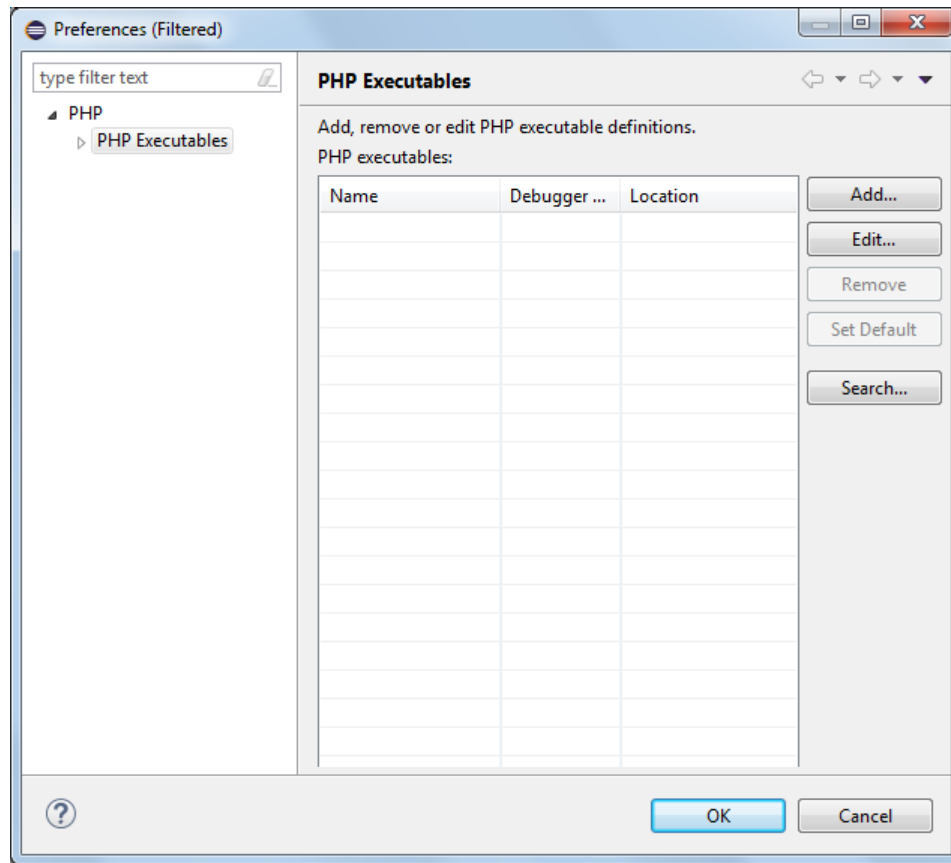 Preferences (Filtered)
type filter text
PHP
PHP Executables
PHP Executables
Add, remove or edit PHP executable definitions.
PHP executables:
Name Debugger ... Location
Add...
Edit...
Remove
Set Default
Search...
?
OK Cancel